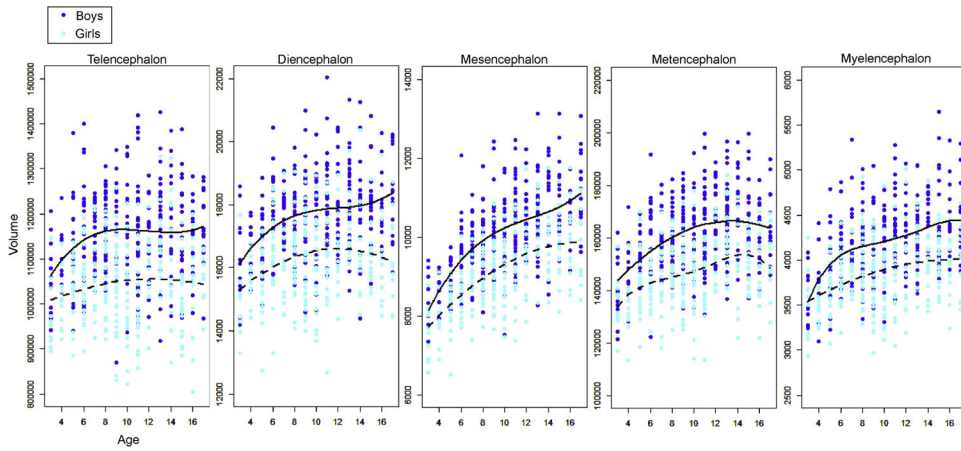 Boys
Girls
Telencephalon
Diencephalon
Mesencephalon
Metencephalon
Myelencephalon
Volume
1500000
1400000
1300000
1200000
1100000
1000000
900000
800000
22000
20000
18000
16000
14000
12000
14000
12000
10000
8000
6000
220000
200000
180000
160000
140000
120000
100000
6000
5500
5000
4500
4000
3500
3000
2500
4 6 8 10 12 14 16
4 6 8 10 12 14 16
4 6 8 10 12 14 16
4 6 8 10 12 14 16
4 6 8 10 12 14 16
Age